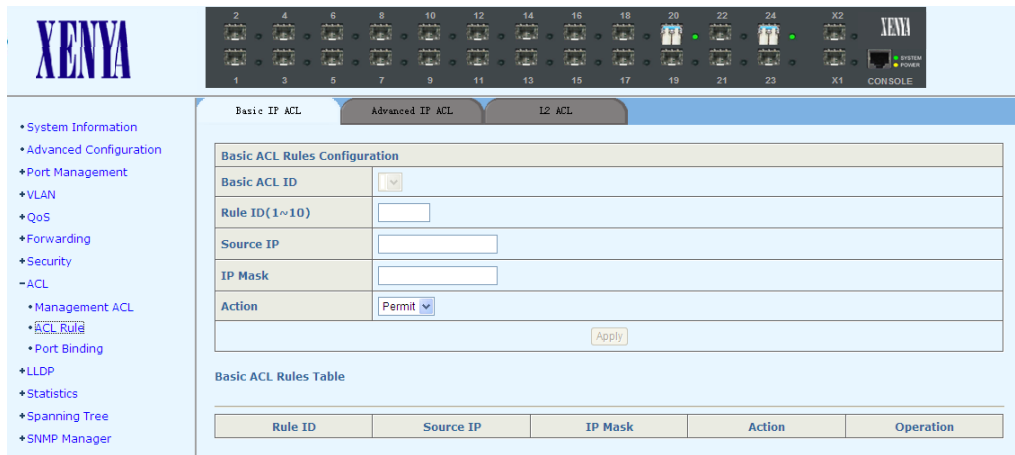 XENYA
2 4 6 8 10 12 14 16 18 20 22 24 X2
XENYA
SYSTEM
POWER
1 3 5 7 9 11 13 15 17 19 21 23 X1 CONSOLE
Basic IP ACL Advanced IP ACL L2 ACL
System Information
Advanced Configuration
Port Management
VLAN
QoS
Forwarding
Security
ACL
Management ACL
ACL Rule
Port Binding
LLDP
Statistics
Spanning Tree
SNMP Manager
Basic ACL Rules Configuration
Basic ACL ID
Rule ID(1~10)
Source IP
IP Mask
Action Permit
Apply
Basic ACL Rules Table
Rule ID Source IP IP Mask Action Operation